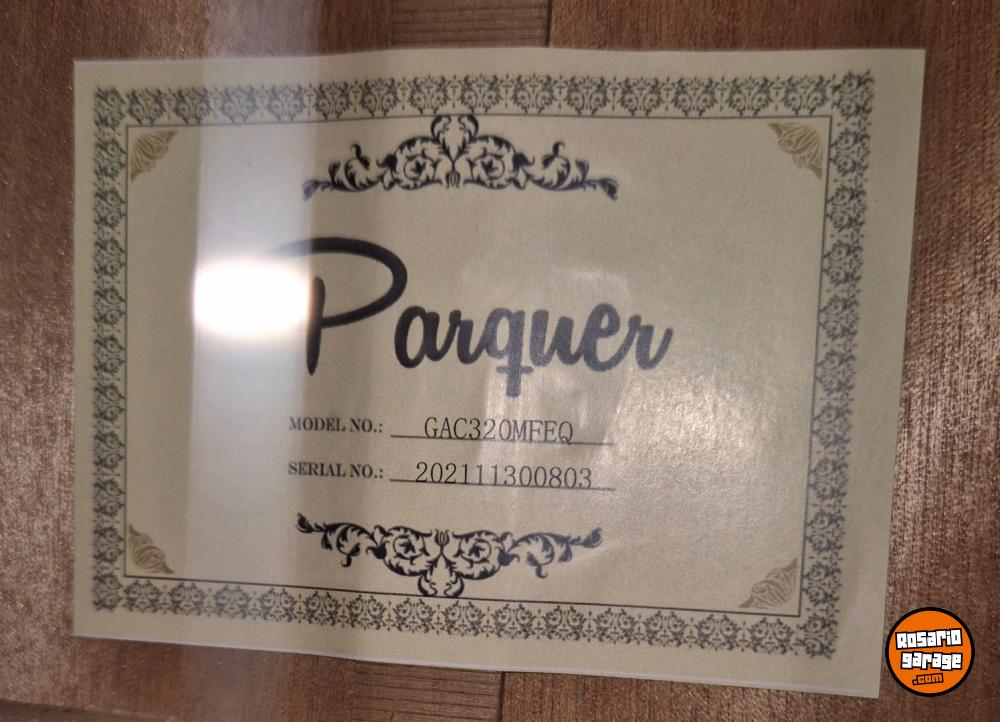 Parquer
MODEL NO.: GAC320MFEQ
SERIAL NO.: 202111300803
ROSARIO
garage
.com